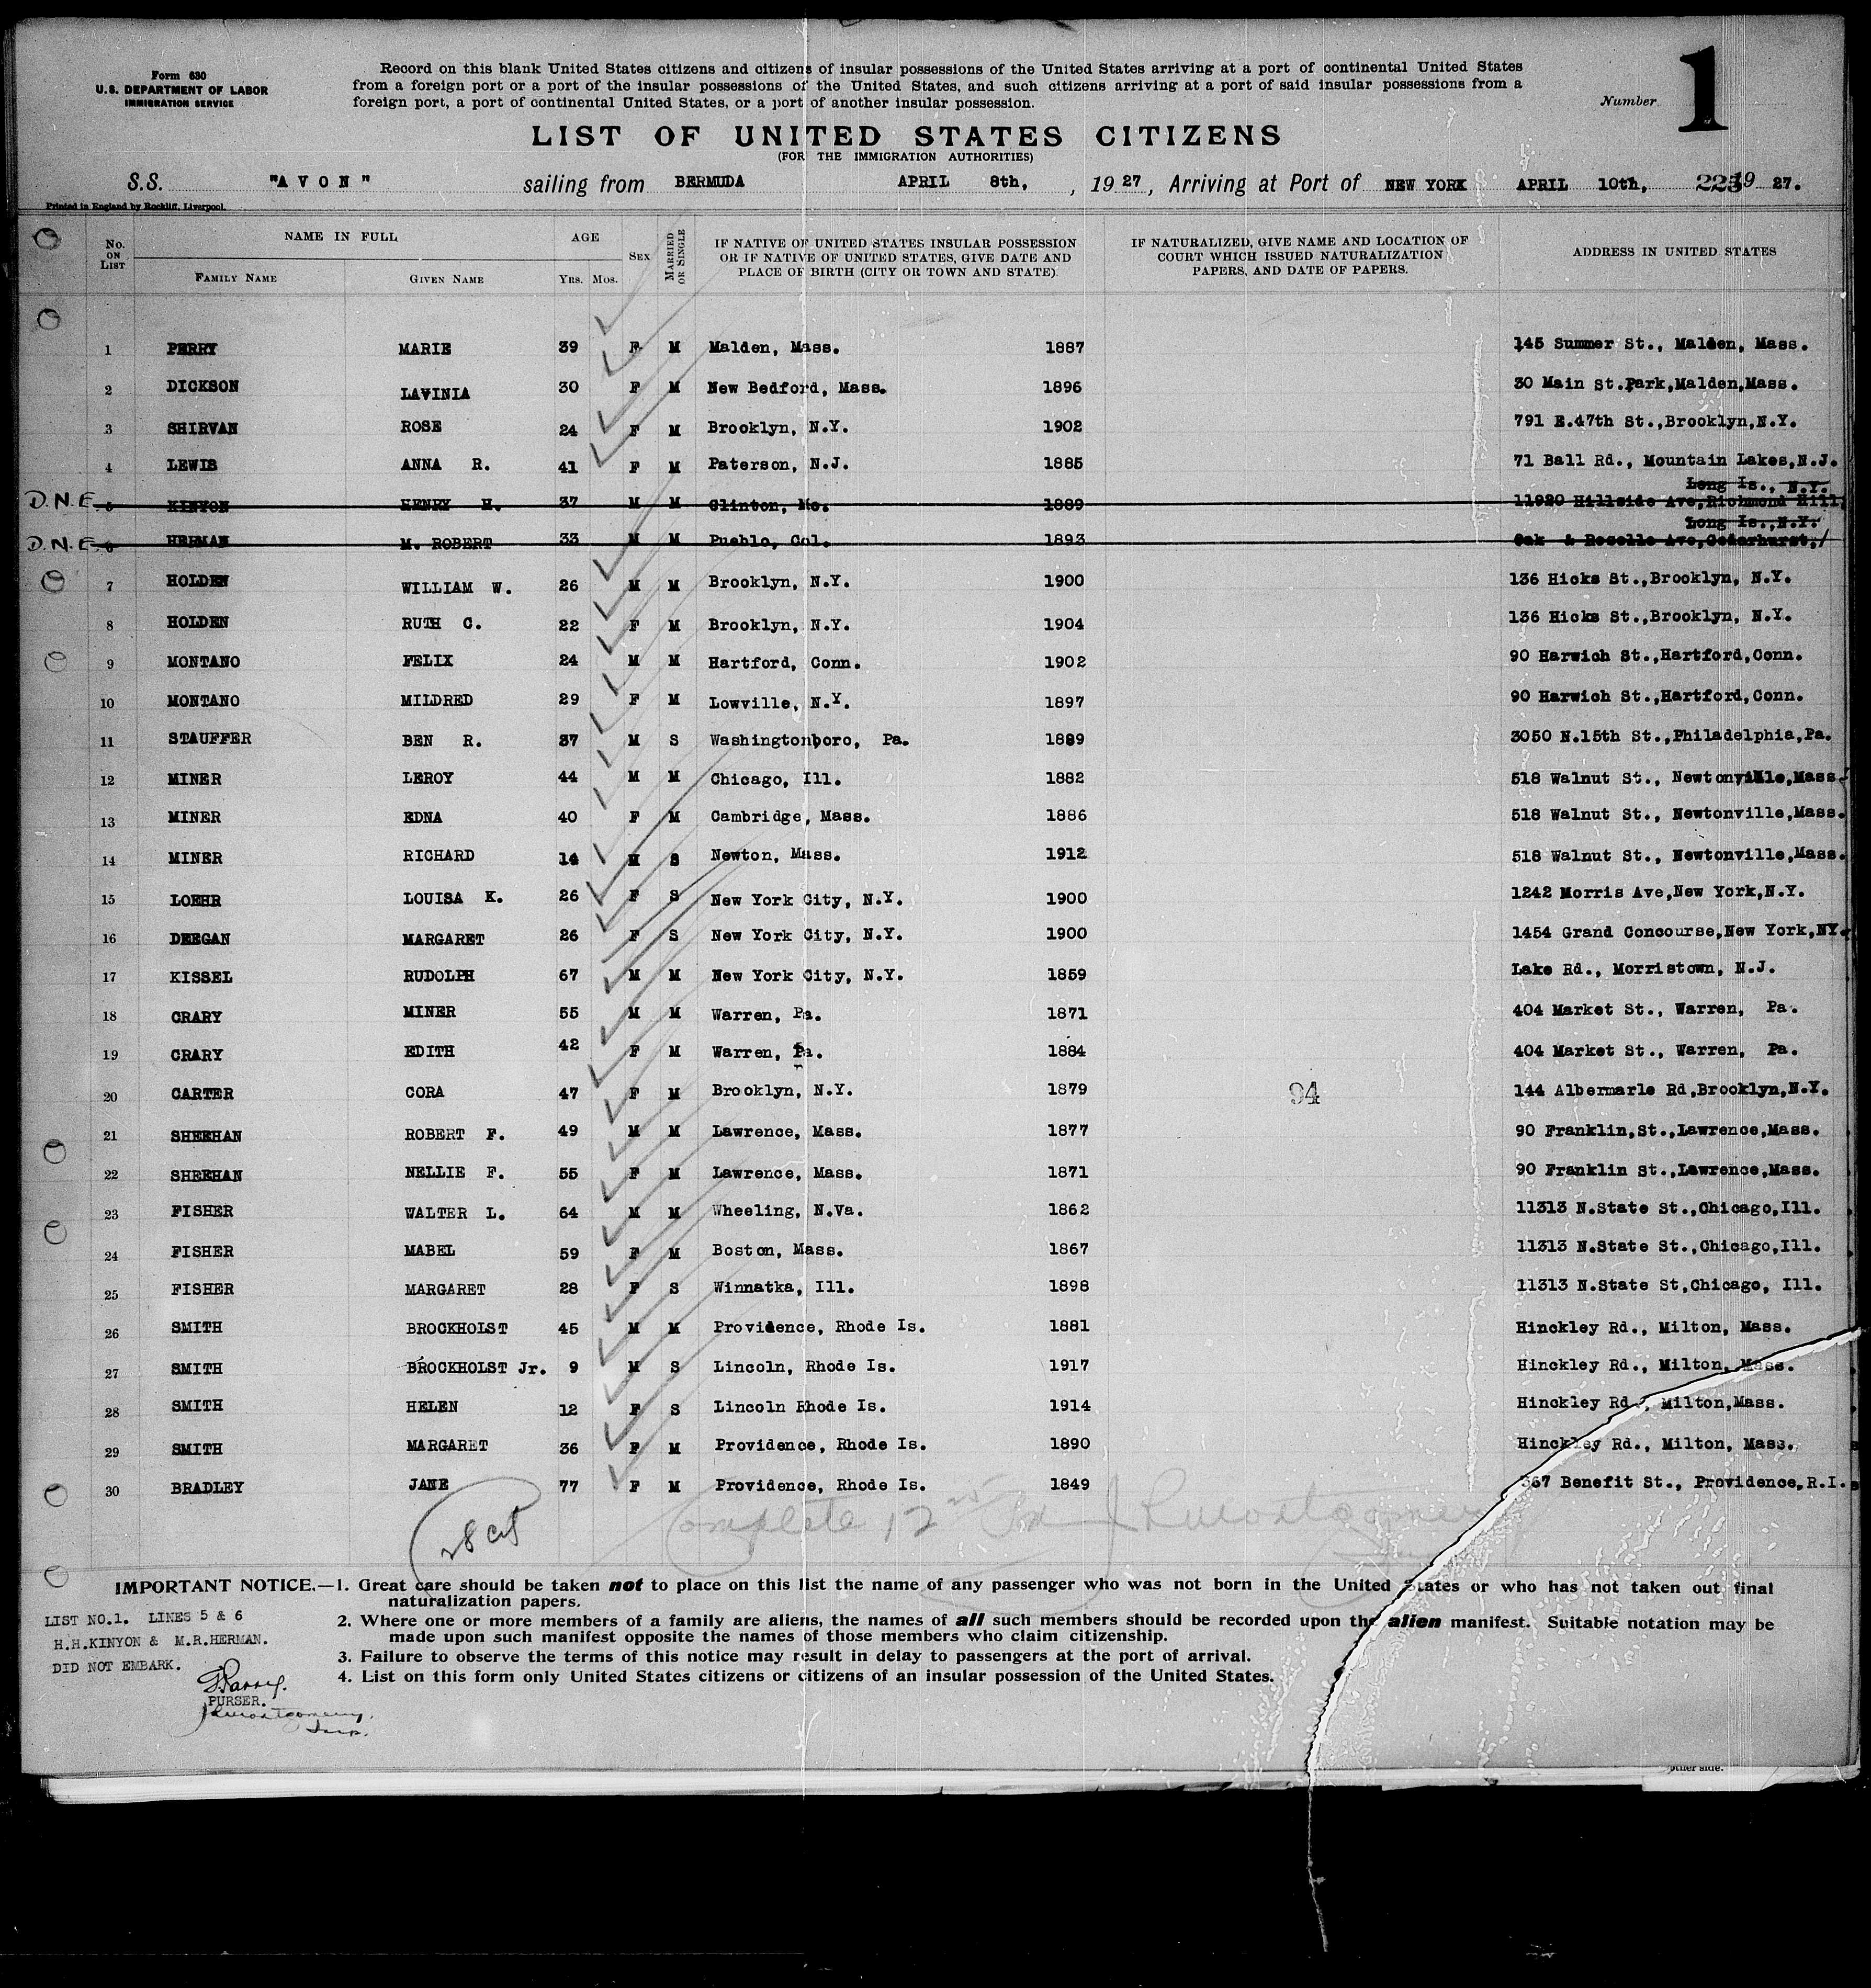 Form 630
U.S. DEPARTMENT OF LABOR
IMMIGRATION SERVICE
Record on this blank United States citizens and citizens of insular possessions of the United States arriving at a port of continental United States
from a foreign port or a port of the insular possessions of the United States, and such citizens arriving at a port of said insular possessions from a
foreign port, a port of continental United States, or a port of another insular possession.
Number 1
LIST OF UNITED STATES CITIZENS
(FOR THE IMMIGRATION AUTHORITIES)
S.S. "AVON" sailing from BERMUDA APRIL 8th, , 1927, Arriving at Port of NEW YORK APRIL 10th, 1927.
Printed in England by Rockliff, Liverpool.
No. ON LIST NAME IN FULL AGE SEX MARRIED OR SINGLE IF NATIVE OF UNITED STATES INSULAR POSSESSION OR IF NATIVE OF UNITED STATES, GIVE DATE AND PLACE OF BIRTH (CITY OR TOWN AND STATE) IF NATURALIZED, GIVE NAME AND LOCATION OF COURT WHICH ISSUED NATURALIZATION PAPERS, AND DATE OF PAPERS. ADDRESS IN UNITED STATES
FAMILY NAME GIVEN NAME YRS. MOS.
1 PERRY MARIE 39 F M Malden, Mass. 1887 145 Summer St., Malden, Mass.
2 DICKSON LAVINIA 30 F M New Bedford, Mass. 1896 30 Main St.Park,Malden,Mass.
3 SHIRVAN ROSE 24 F M Brooklyn, N.Y. 1902 791 E.47th St.,Brooklyn,N.Y.
4 LEWIS ANNA R. 41 F M Paterson, N.J. 1885 71 Ball Rd., Mountain Lakes,N.J.
Long Is., N.Y.
D.N.E. 5 KINYON HENRY H. 37 M M Clinton, Mo. 1889 11920 Hillside Ave,Richmond Hill,
Long Is.,N.Y.
D.N.E. 6 HERMAN M. ROBERT 33 M M Pueblo, Col. 1893 Oak & Roselle Ave,Cedarhurst,/
7 HOLDEN WILLIAM W. 26 M M Brooklyn, N.Y. 1900 136 Hicks St.,Brooklyn, N.Y.
8 HOLDEN RUTH C. 22 F M Brooklyn, N.Y. 1904 136 Hicks St.,Brooklyn, N.Y.
9 MONTANO FELIX 24 M M Hartford, Conn. 1902 90 Harwich St.,Hartford,Conn.
10 MONTANO MILDRED 29 F M Lowville, N.Y. 1897 90 Harwich St.,Hartford,Conn.
11 STAUFFER BEN R. 37 M S Washingtonboro, Pa. 1889 3050 N.15th St.,Philadelphia,Pa.
12 MINER LEROY 44 M M Chicago, Ill. 1882 518 Walnut St., Newtonville,Mass.
13 MINER EDNA 40 F M Cambridge, Mass. 1886 518 Walnut St., Newtonville,Mass.
14 MINER RICHARD 14 M S Newton, Mass. 1912 518 Walnut St., Newtonville,Mass.
15 LOEHR LOUISA K. 26 F S New York City, N.Y. 1900 1242 Morris Ave,New York,N.Y.
16 DEEGAN MARGARET 26 F S New York City, N.Y. 1900 1454 Grand Concourse,New York,NY.
17 KISSEL RUDOLPH 67 M M New York City, N.Y. 1859 Lake Rd., Morristown, N.J.
18 CRARY MINER 55 M M Warren, Pa. 1871 404 Market St., Warren, Pa.
19 CRARY EDITH 42 F M Warren, Pa. 1884 404 Market St., Warren, Pa.
20 CARTER CORA 47 F M Brooklyn, N.Y. 1879 94 144 Albermarle Rd,Brooklyn,N.Y.
21 SHEEHAN ROBERT F. 49 M M Lawrence, Mass. 1877 90 Franklin,St.,Lawrence,Mass.
22 SHEEHAN NELLIE F. 55 F M Lawrence, Mass. 1871 90 Franklin St.,Lawrence,Mass.
23 FISHER WALTER L. 64 M M Wheeling, N.Va. 1862 11313 N.State St.,Chicago,Ill.
24 FISHER MABEL 59 F M Boston, Mass. 1867 11313 N.State St.,Chicago,Ill.
25 FISHER MARGARET 28 F S Winnatka, Ill. 1898 11313 N.State St,Chicago, Ill.
26 SMITH BROCKHOLST 45 M M Providence, Rhode Is. 1881 Hinckley Rd., Milton, Mass.
27 SMITH BROCKHOLST Jr. 9 M S Lincoln, Rhode Is. 1917 Hinckley Rd., Milton, Mass.
28 SMITH HELEN 12 F S Lincoln Rhode Is. 1914 Hinckley Rd., Milton,Mass.
29 SMITH MARGARET 36 F M Providence, Rhode Is. 1890 Hinckley Rd., Milton, Mass.
30 BRADLEY JANE 77 F M Providence, Rhode Is. 1849 367 Benefit St., Providence,R.I.
28 Cit Complete 12 Montgomery
IMPORTANT NOTICE.—1. Great care should be taken not to place on this list the name of any passenger who was not born in the United States or who has not taken out final
naturalization papers.
2. Where one or more members of a family are aliens, the names of all such members should be recorded upon the alien manifest. Suitable notation may be
made upon such manifest opposite the names of those members who claim citizenship.
3. Failure to observe the terms of this notice may result in delay to passengers at the port of arrival.
4. List on this form only United States citizens or citizens of an insular possession of the United States.
LIST NO.1. LINES 5 & 6
H.H.KINYON & M.R.HERMAN.
DID NOT EMBARK.
PURSER.
Montgomery
Insp.
other side.